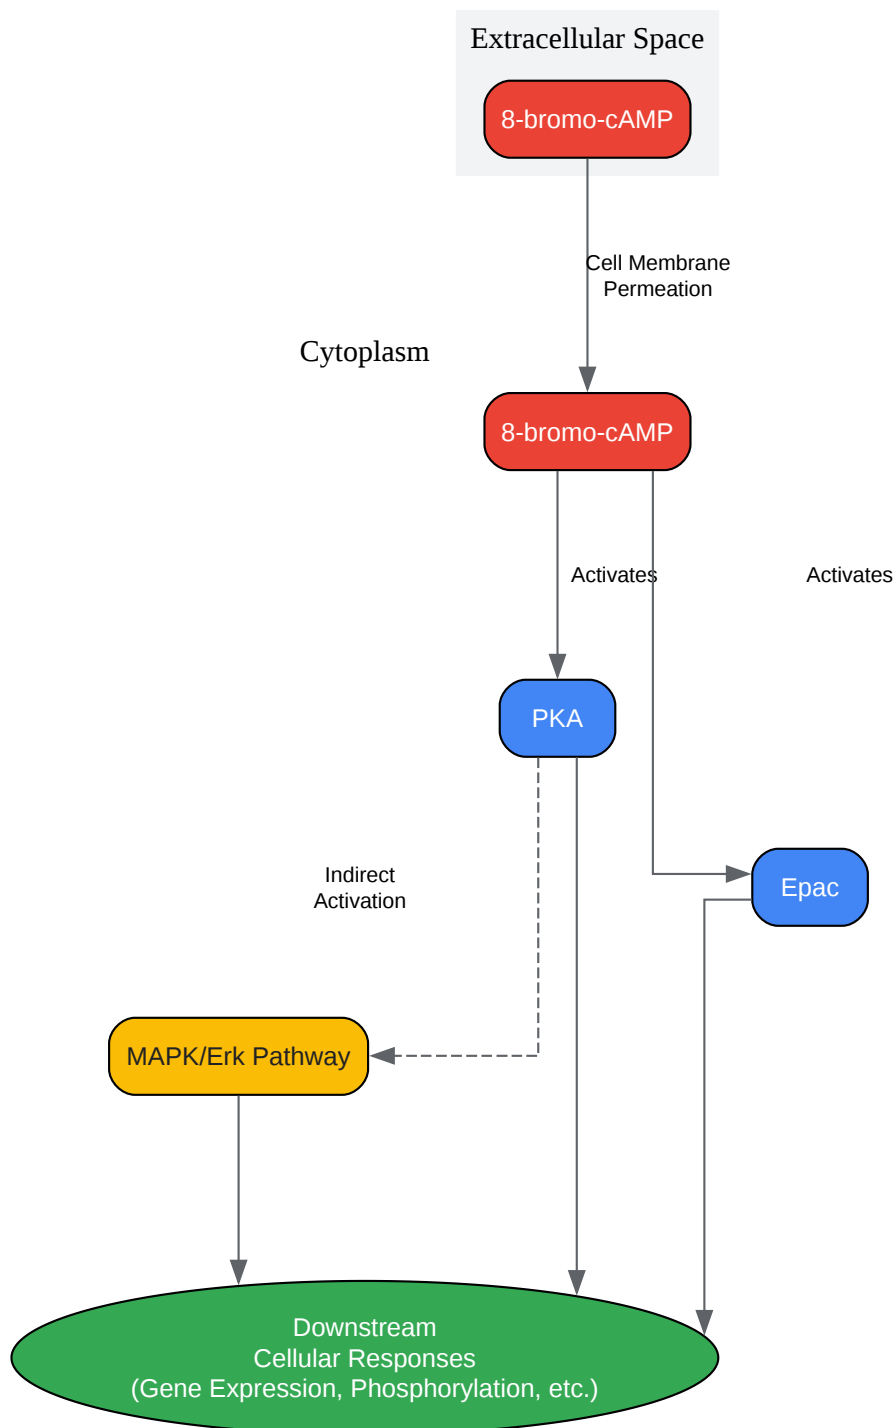 Extracellular Space
8-bromo-cAMP
Cell Membrane
Permeation
Cytoplasm
8-bromo-cAMP
Activates
Activates
PKA
Indirect
Activation
Epac
MAPK/Erk Pathway
Downstream
Cellular Responses
(Gene Expression, Phosphorylation, etc.)